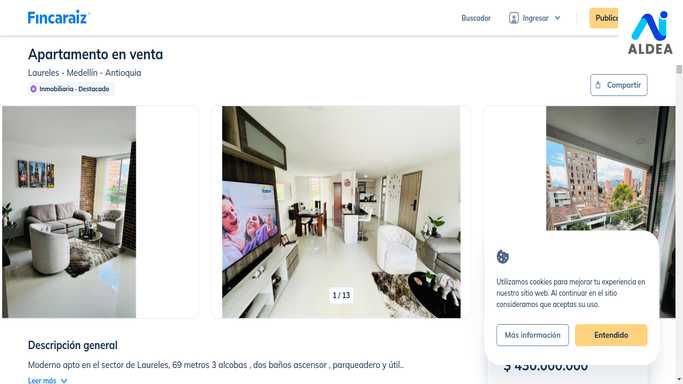 Fincaraiz
Buscador
Ingresar
Public
ALDEA
Apartamento en venta
Laureles - Medellín - Antioquia
Inmobiliaria - Destacado
Compartir
1 / 13
Utilizamos cookies para mejorar tu experiencia en
nuestro sitio web. Al continuar en el sitio
consideramos que aceptas su uso.
Más información
Entendido
Descripción general
Moderno apto en el sector de Laureles, 69 metros 3 alcobas , dos baños ascensor , parqueadero y útil..
Leer más
$ 430.000.000